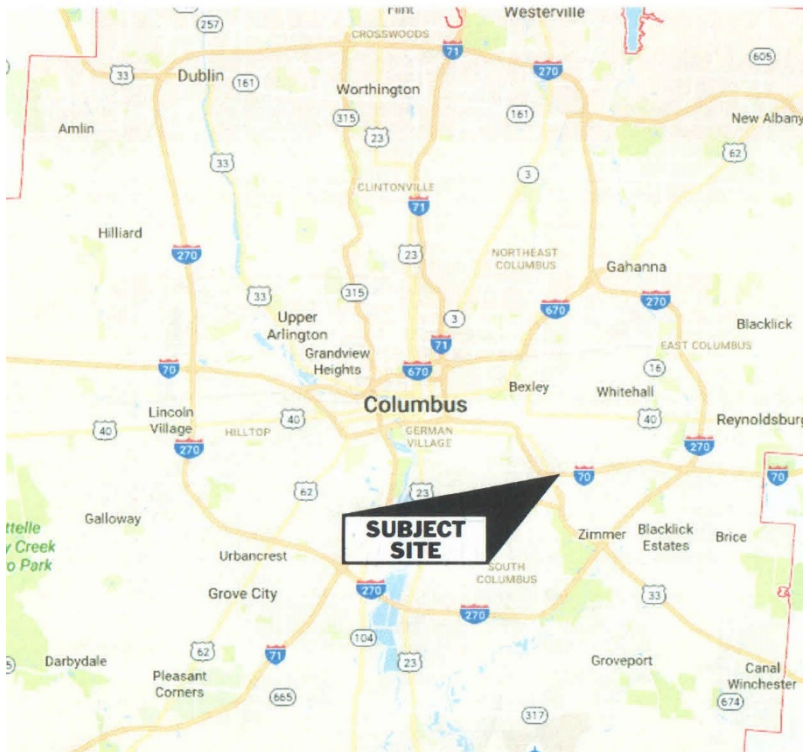 Flint
Westerville
257
CROSSWOODS
71
33
Dublin
161
270
605
Worthington
315
161
New Albany
Amlin
23
33
62
3
CLINTONVILLE
71
Hilliard
270
23
NORTHEAST
COLUMBUS
Gahanna
33
315
670
270
Upper
Arlington
3
Blacklick
71
EAST COLUMBUS
Grandview
Heights
70
670
16
Bexley
Whitehall
Columbus
Lincoln
Village
40
40
HILLTOP
40
GERMAN
VILLAGE
Reynoldsburg
270
270
70
70
62
23
Galloway
SUBJECT
SITE
Zimmer
Blacklick
Estates
Brice
ttelle
y Creek
ro Park
Urbancrest
SOUTH
COLUMBUS
Grove City
270
33
270
104
62
71
23
Darbydale
Groveport
Pleasant
Corners
665
Canal
Winchester
674
317